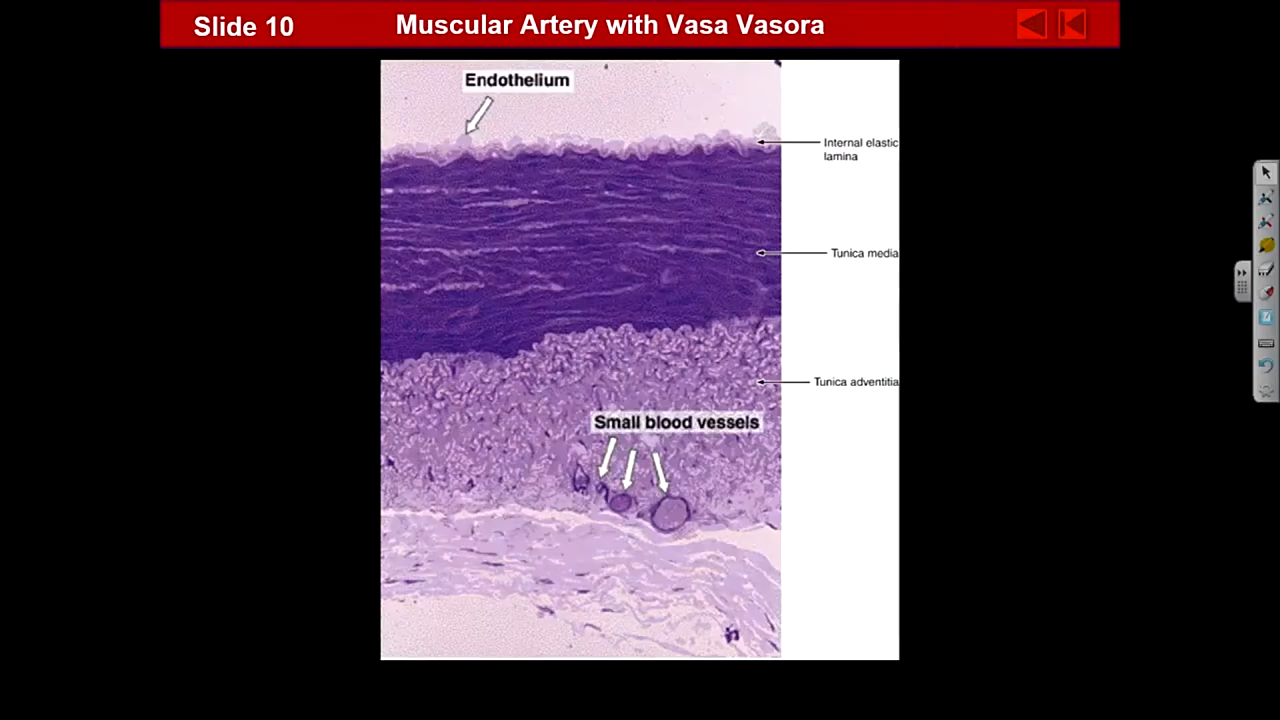 Slide 10
Muscular Artery with Vasa Vasora
Endothelium
Internal elastic
lamina
Tunica media
Tunica adventitia
Small blood vessels